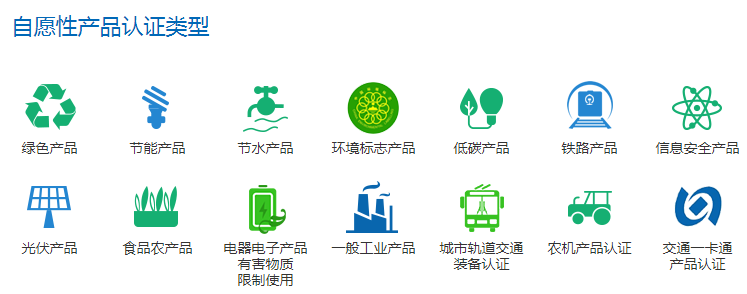 自愿性产品认证类型
绿色产品
节能产品
节水产品
环境标志产品
低碳产品
铁路产品
信息安全产品
光伏产品
食品农产品
电器电子产品
有害物质
限制使用
一般工业产品
城市轨道交通
装备认证
农机产品认证
交通一卡通
产品认证